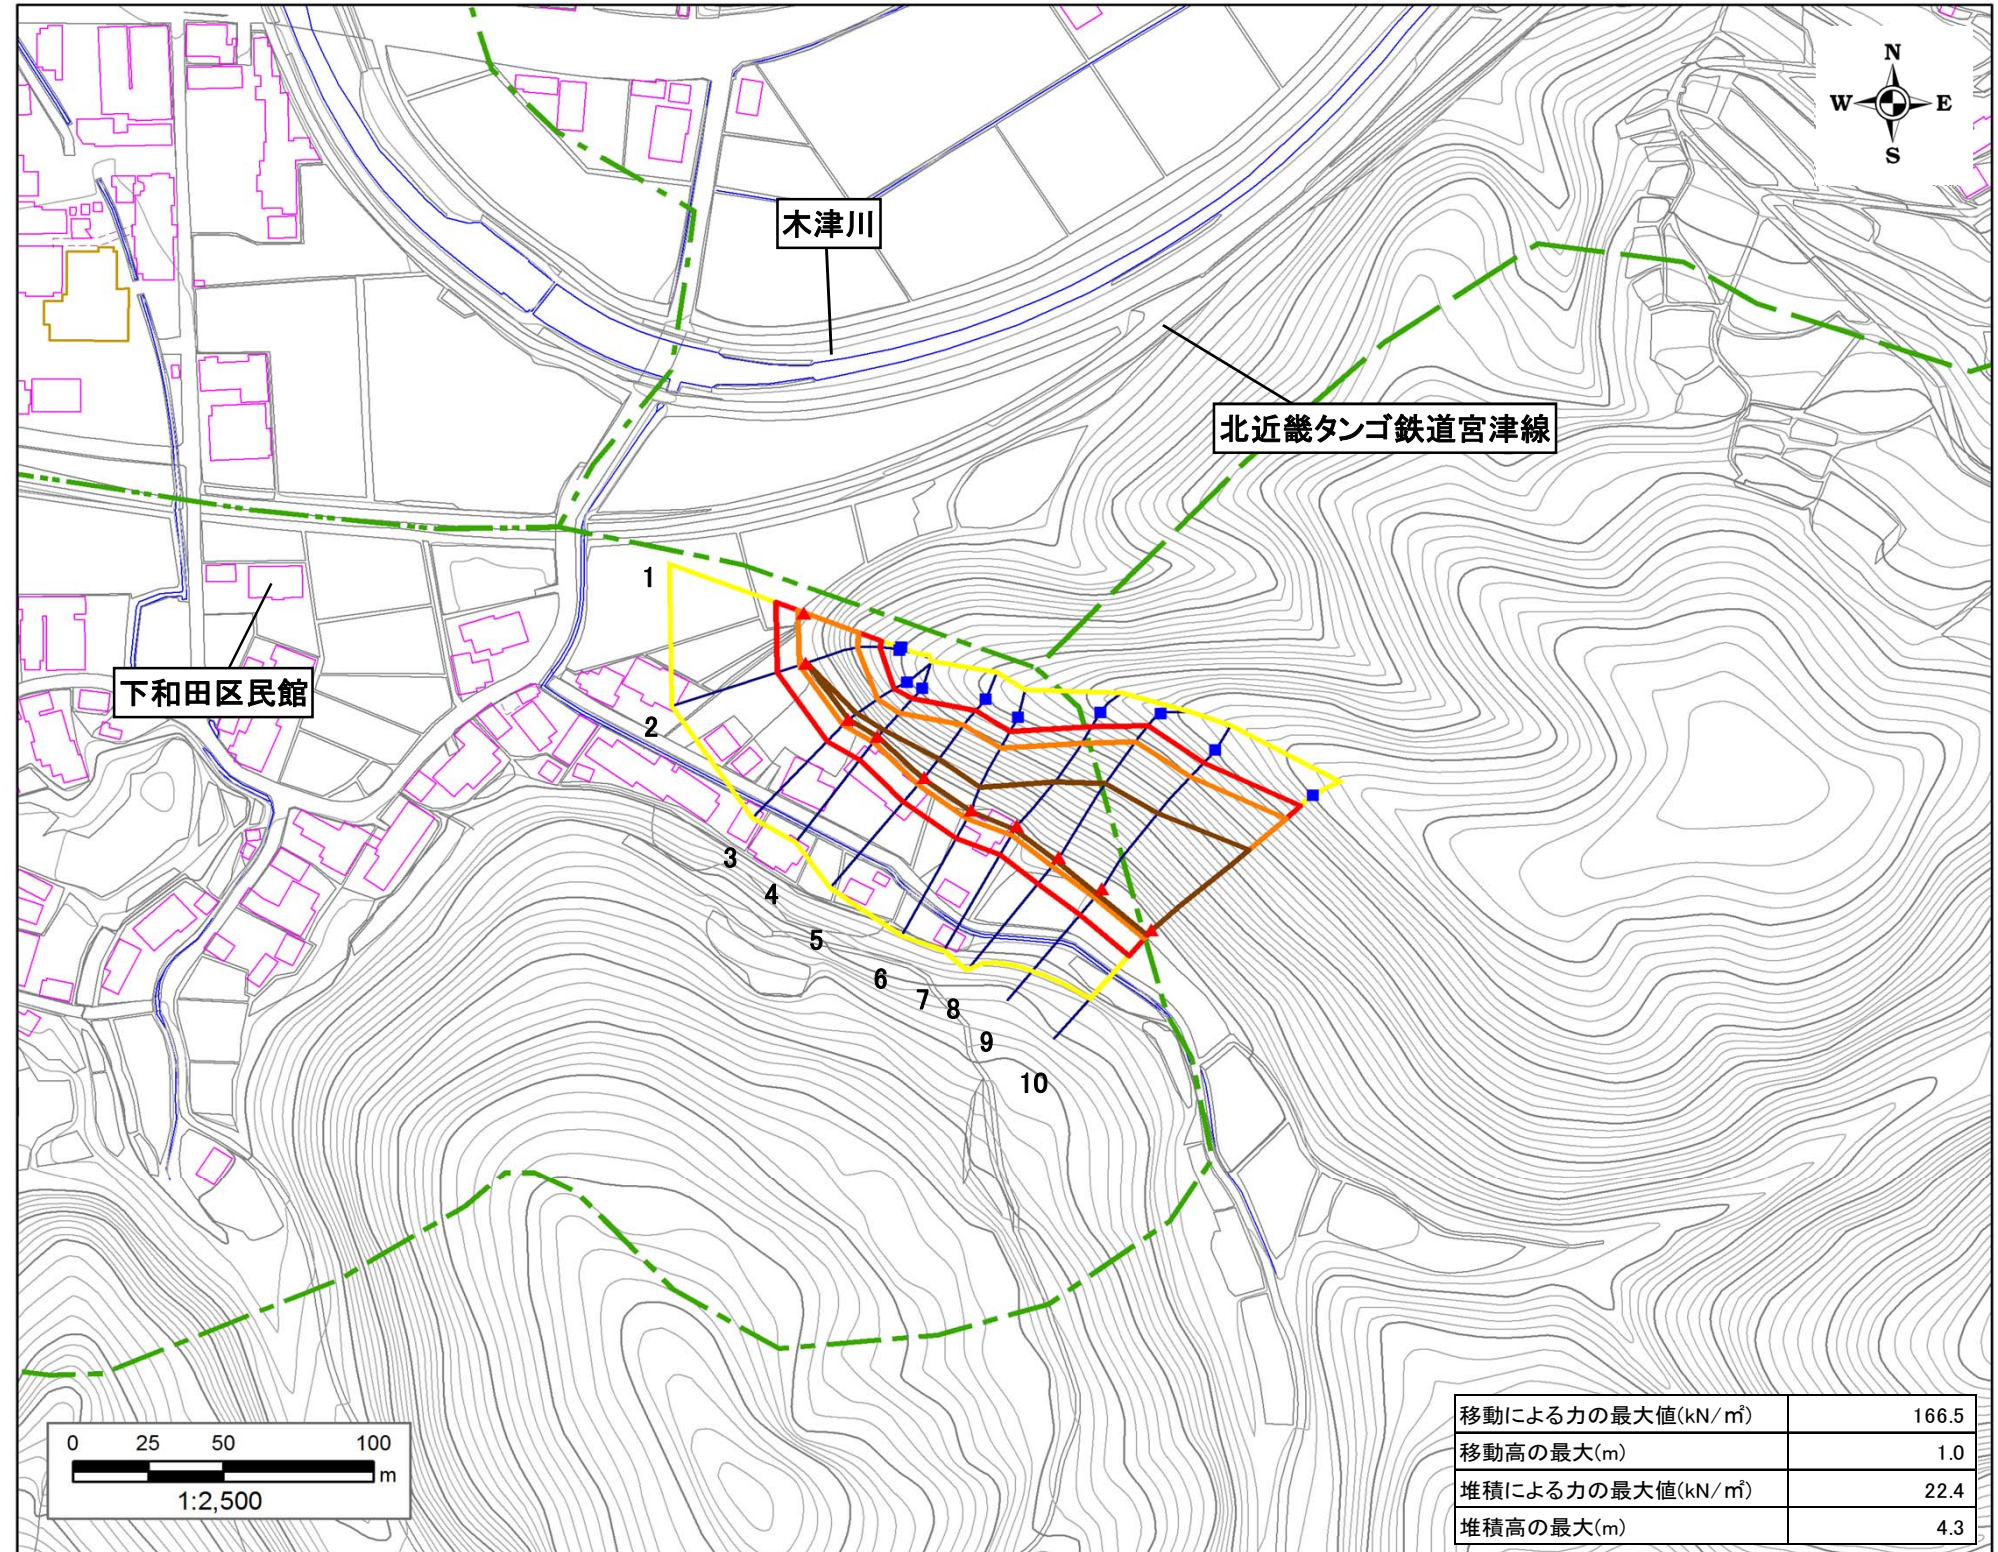 N
W E
S
木津川
北近畿タンゴ鉄道宮津線
1
下和田区民館
2
3
4
5
6
7
8
9
10
0 25 50 100
m
1:2,500
移動による力の最大値(kN/㎡) 166.5
移動高の最大(m) 1.0
堆積による力の最大値(kN/㎡) 22.4
堆積高の最大(m) 4.3